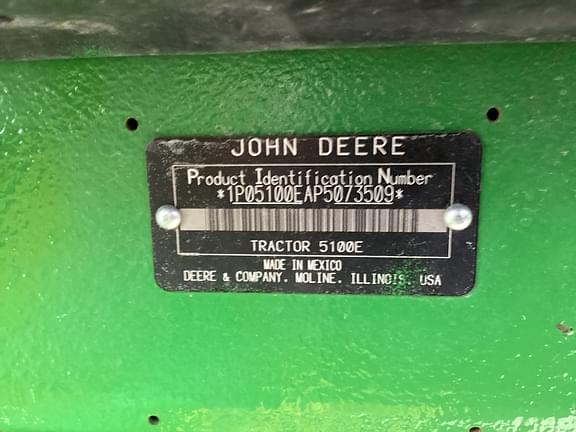 JOHN DEERE
Product Identification Number
*1P05100EAP5073509*
TRACTOR 5100E
MADE IN MEXICO
DEERE & COMPANY, MOLINE, ILLINOIS, USA